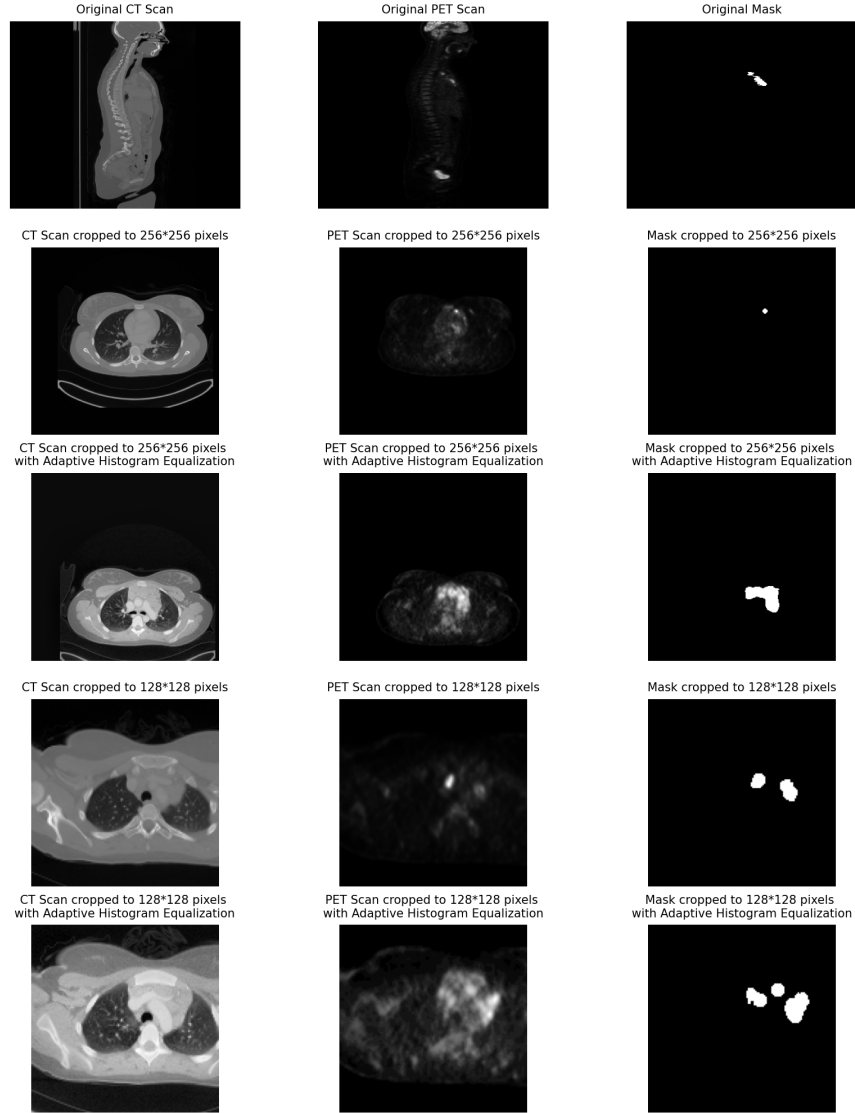 Original CT Scan
Original PET Scan
Original Mask
CT Scan cropped to 256*256 pixels
PET Scan cropped to 256*256 pixels
Mask cropped to 256*256 pixels
CT Scan cropped to 256*256 pixels
with Adaptive Histogram Equalization
PET Scan cropped to 256*256 pixels
with Adaptive Histogram Equalization
Mask cropped to 256*256 pixels
with Adaptive Histogram Equalization
CT Scan cropped to 128*128 pixels
PET Scan cropped to 128*128 pixels
Mask cropped to 128*128 pixels
CT Scan cropped to 128*128 pixels
with Adaptive Histogram Equalization
PET Scan cropped to 128*128 pixels
with Adaptive Histogram Equalization
Mask cropped to 128*128 pixels
with Adaptive Histogram Equalization